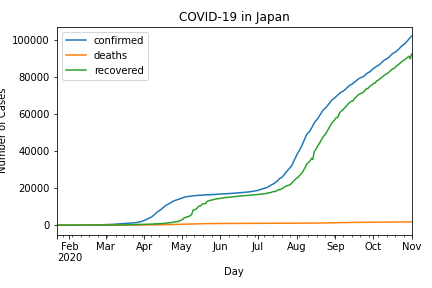 COVID-19 in Japan
confirmed
deaths
recovered
100000
80000
60000
40000
20000
0
Number of Cases
Feb Mar Apr May Jun Jul Aug Sep Oct Nov
2020
Day